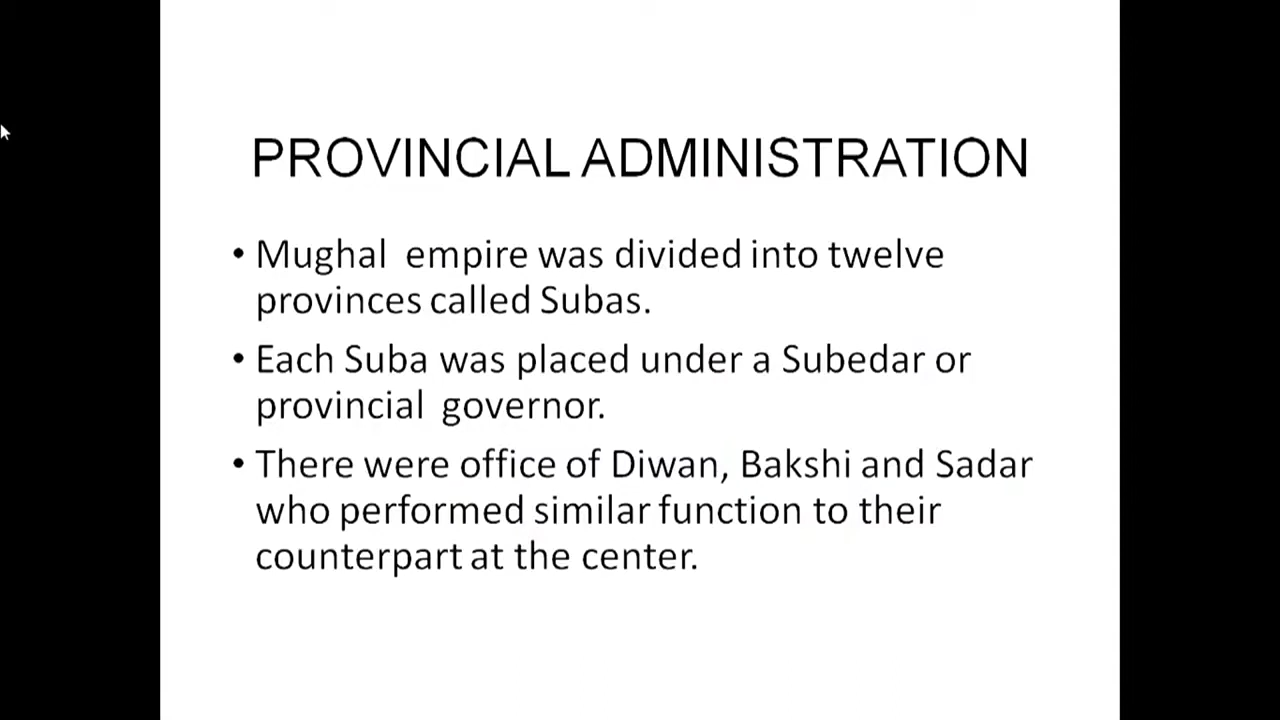 PROVINCIAL ADMINISTRATION
• Mughal empire was divided into twelve
provinces called Subas.
• Each Suba was placed under a Subedar or
provincial governor.
• There were office of Diwan, Bakshi and Sadar
who performed similar function to their
counterpart at the center.